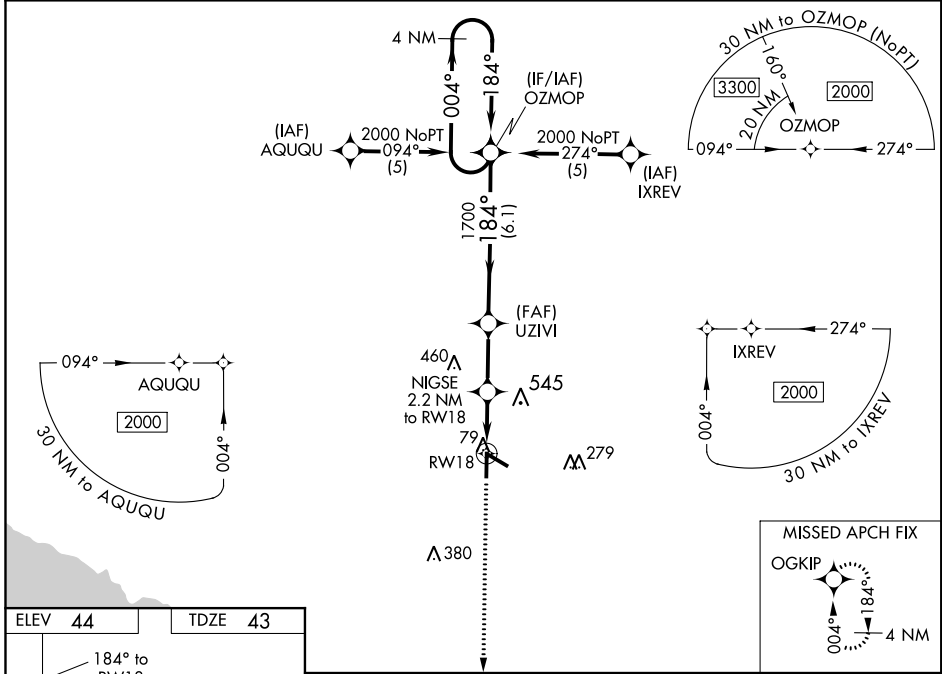 4 NM
004°
184°
(IF/IAF)
OZMOP
(IAF)
AQUQU
2000 NoPT
094°
(5)
2000 NoPT
274°
(5)
(IAF)
IXREV
1700
184°
(6.1)
30 NM to OZMOP (NoPT)
3300
160°
2000
20 NM
OZMOP
094°
274°
(FAF)
UZIVI
460
NIGSE
2.2 NM
to RW18
545
79
RW18
279
380
094°
AQUQU
2000
004°
30 NM to AQUQU
274°
IXREV
2000
004°
30 NM to IXREV
MISSED APCH FIX
OGKIP
004°
184°
4 NM
ELEV 44
TDZE 43
184° to
RW18